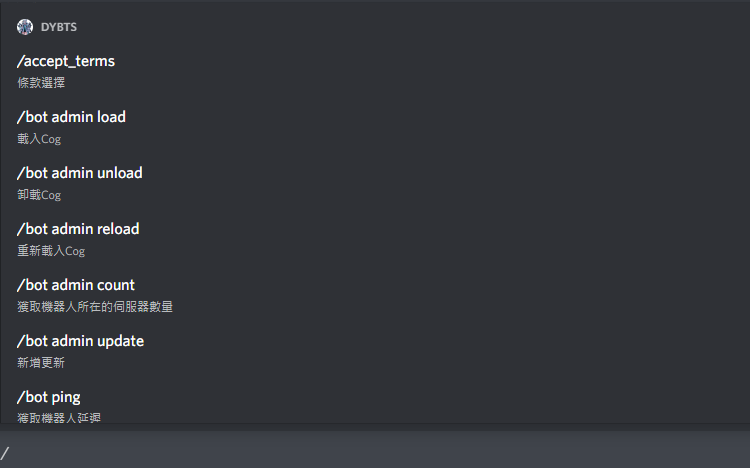 DYBTS
/accept_terms
條款選擇
/bot admin load
載入Cog
/bot admin unload
卸載Cog
/bot admin reload
重新載入Cog
/bot admin count
獲取機器人所在的伺服器數量
/bot admin update
新增更新
/bot ping
獲取機器人延遲
/